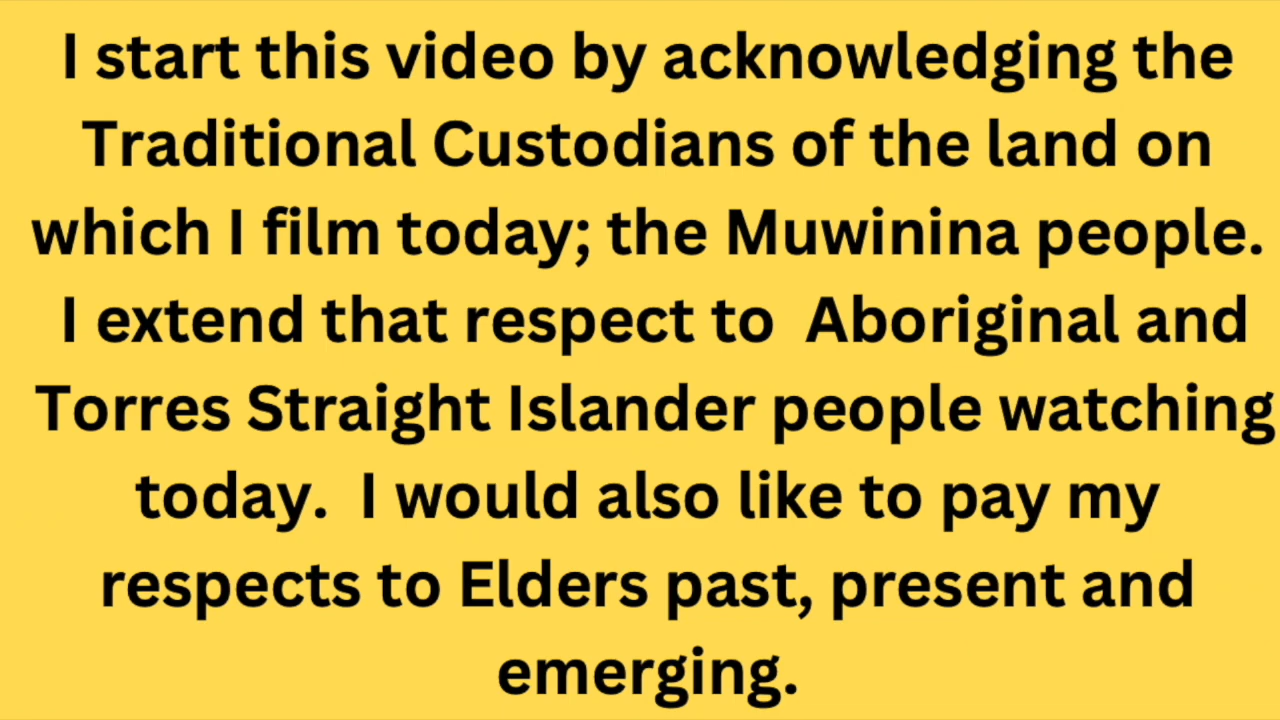 I start this video by acknowledging the
Traditional Custodians of the land on
which I film today; the Muwinina people.
I extend that respect to  Aboriginal and
Torres Straight Islander people watching
today.  I would also like to pay my
respects to Elders past, present and
emerging.